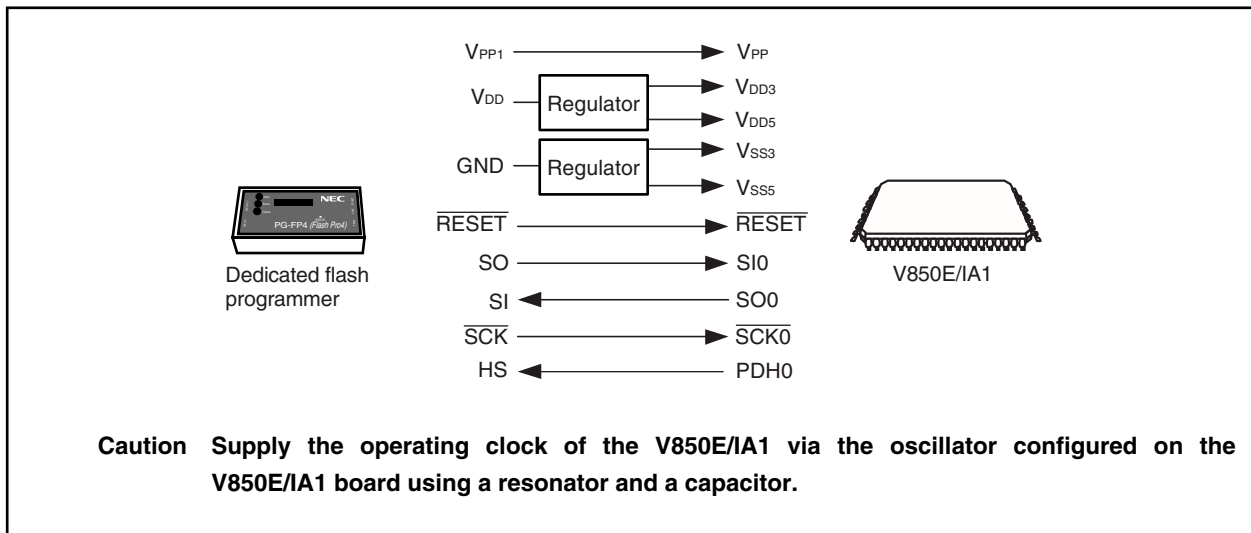 VPP1 VPP
VDD Regulator VDD3
VDD5
GND Regulator VSS3
VSS5
NEC
PG-FP4 (Flash Pro4)
Dedicated flash
programmer
RESET RESET
SO SI0
SI SO0
SCK SCK0
HS PDH0
V850E/IA1
Caution Supply the operating clock of the V850E/IA1 via the oscillator configured on the
V850E/IA1 board using a resonator and a capacitor.